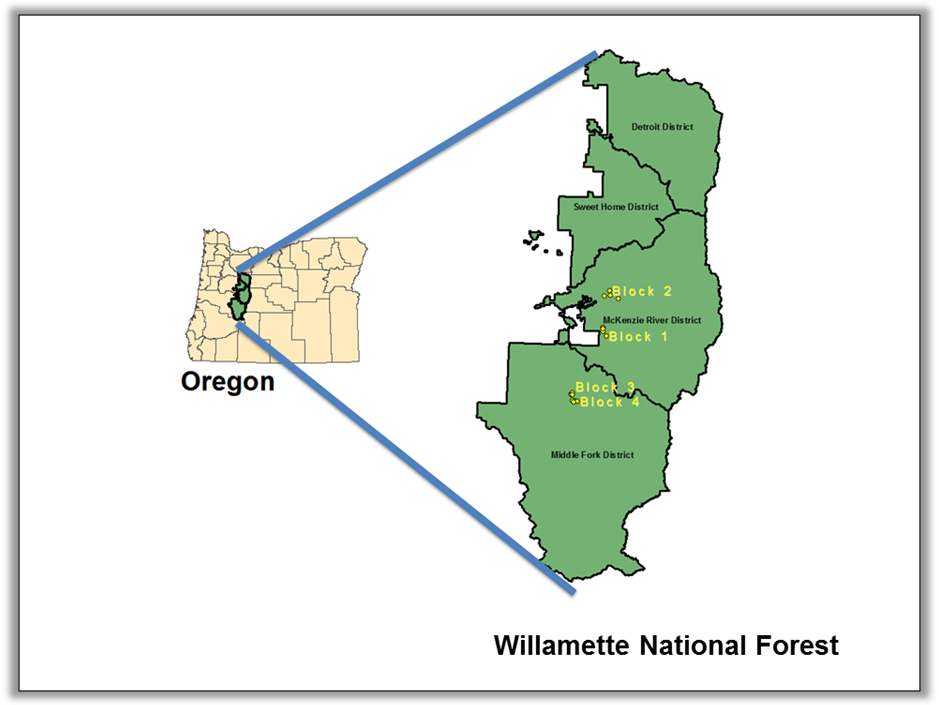 Detroit District
Sweet Home District
Block 2
McKenzie River District
Block 1
Oregon
Block 3
Block 4
Middle Fork District
Willamette National Forest